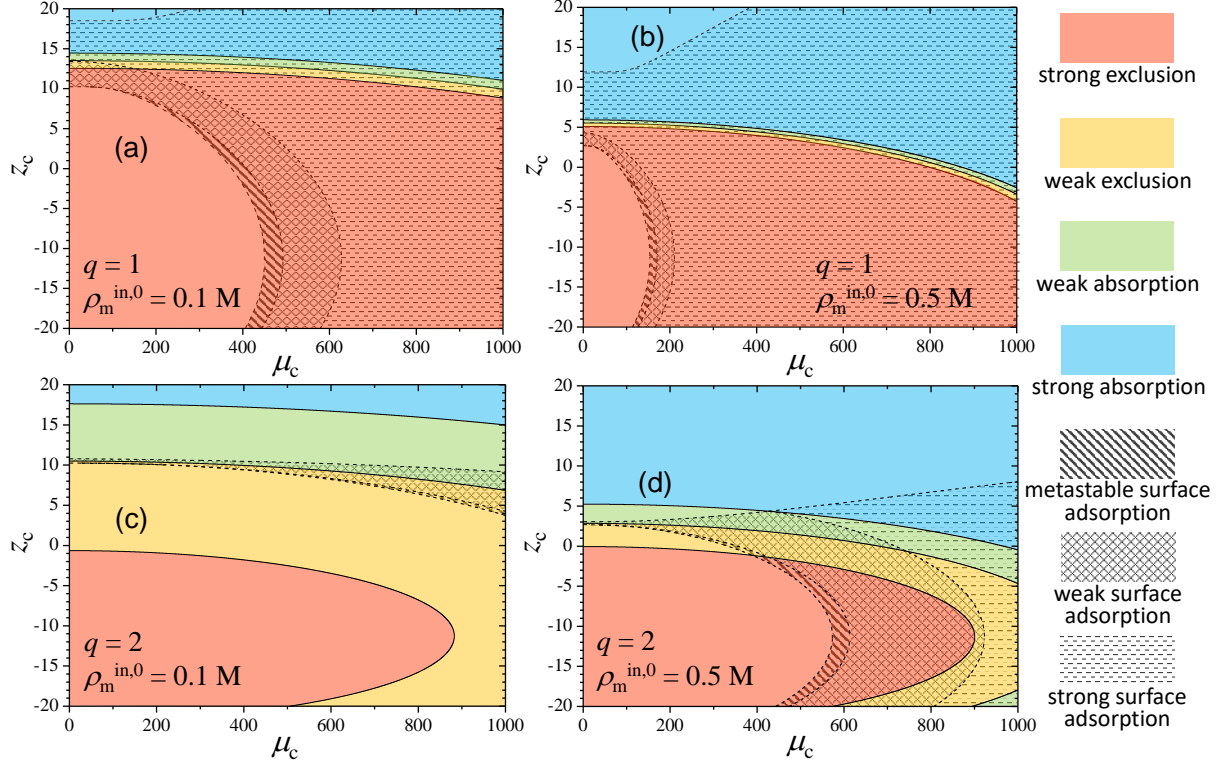 20
15
10
5
0
-5
-10
-15
-20
z_c
(a)
q = 1
ρ_m^in,0 = 0.1 M
0 200 400 600 800 1000
μ_c
20
15
10
5
0
-5
-10
-15
-20
z_c
(b)
q = 1
ρ_m^in,0 = 0.5 M
0 200 400 600 800 1000
μ_c
20
15
10
5
0
-5
-10
-15
-20
z_c
(c)
q = 2
ρ_m^in,0 = 0.1 M
0 200 400 600 800 1000
μ_c
20
15
10
5
0
-5
-10
-15
-20
z_c
(d)
q = 2
ρ_m^in,0 = 0.5 M
0 200 400 600 800 1000
μ_c
strong exclusion
weak exclusion
weak absorption
strong absorption
metastable surface
adsorption
weak surface
adsorption
strong surface
adsorption